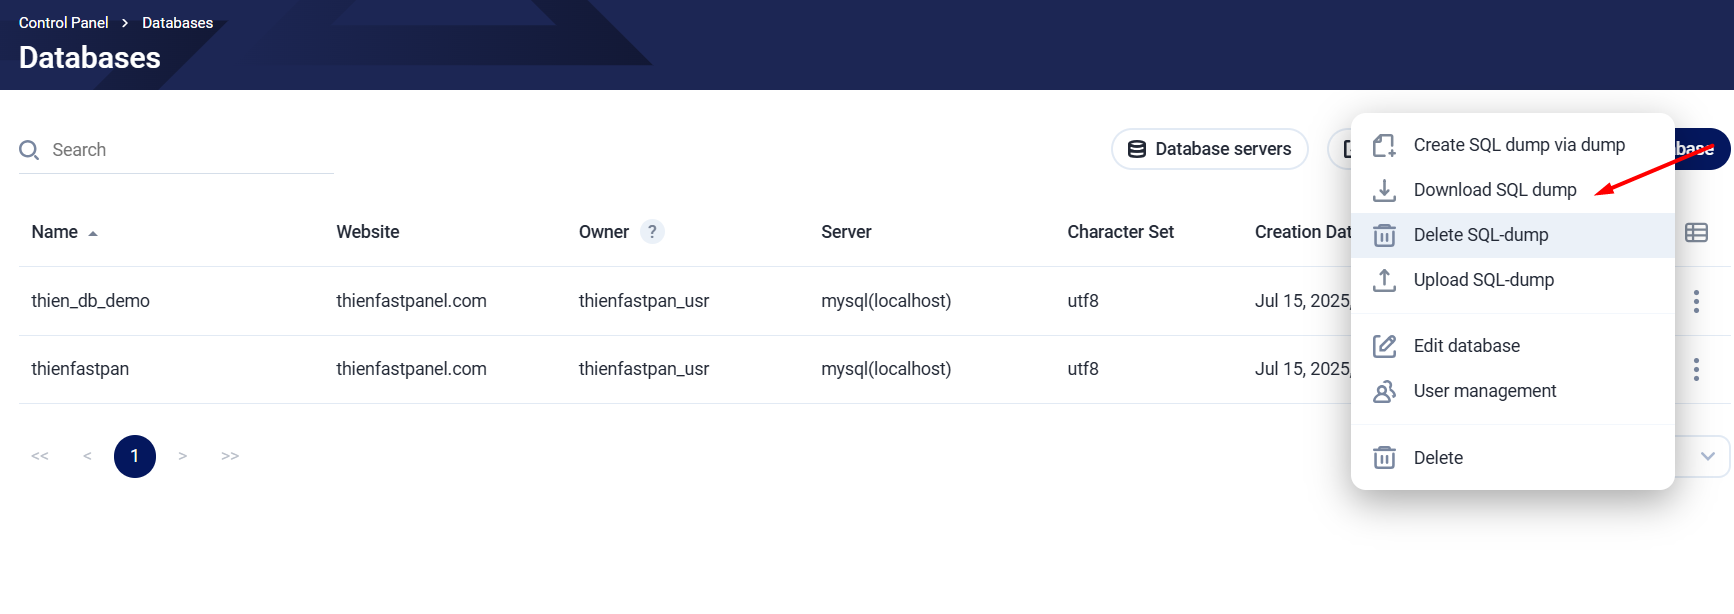 Control Panel > Databases
Databases
Search
Database servers
Name Website Owner ? Server Character Set Creation Dat
thien_db_demo thienfastpanel.com thienfastpan_usr mysql(localhost) utf8 Jul 15, 2025,
thienfastpan thienfastpanel.com thienfastpan_usr mysql(localhost) utf8 Jul 15, 2025,
<< < 1 > >>
Create SQL dump via dump
Download SQL dump
Delete SQL-dump
Upload SQL-dump
Edit database
User management
Delete